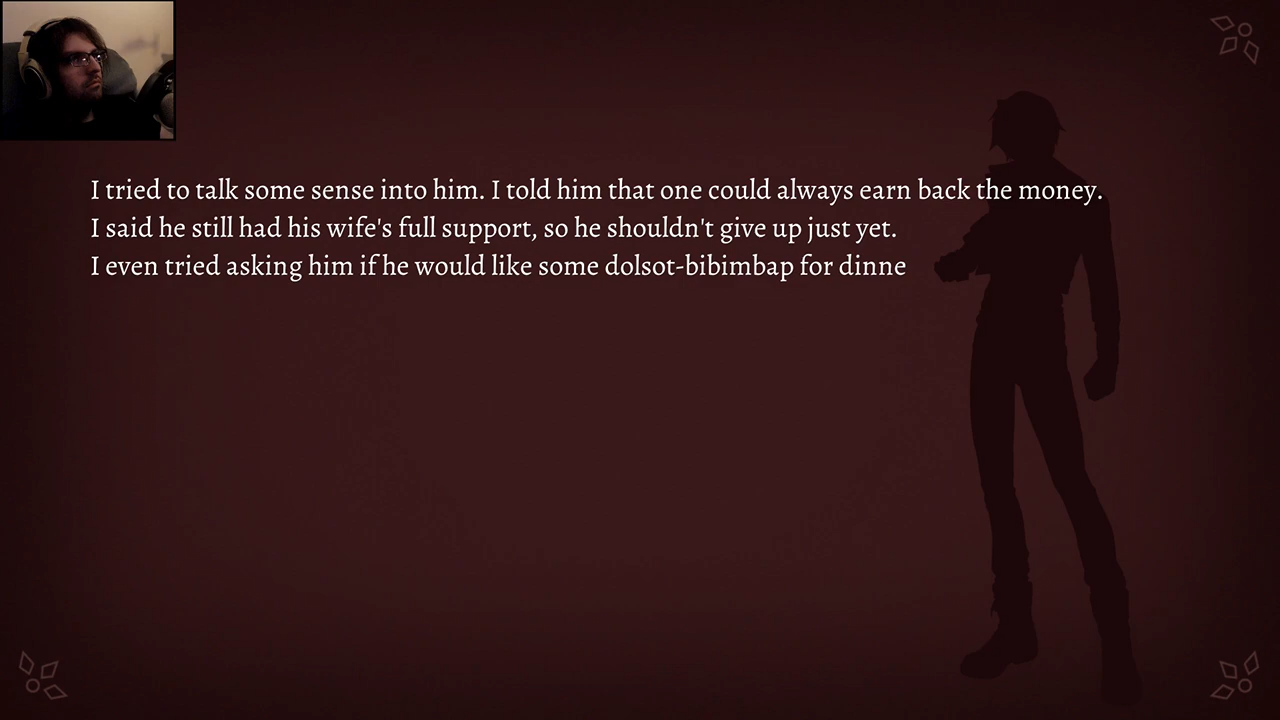 I tried to talk some sense into him. I told him that one could always earn back the money.
I said he still had his wife's full support, so he shouldn't give up just yet.
I even tried asking him if he would like some dolsot-bibimbap for dinne